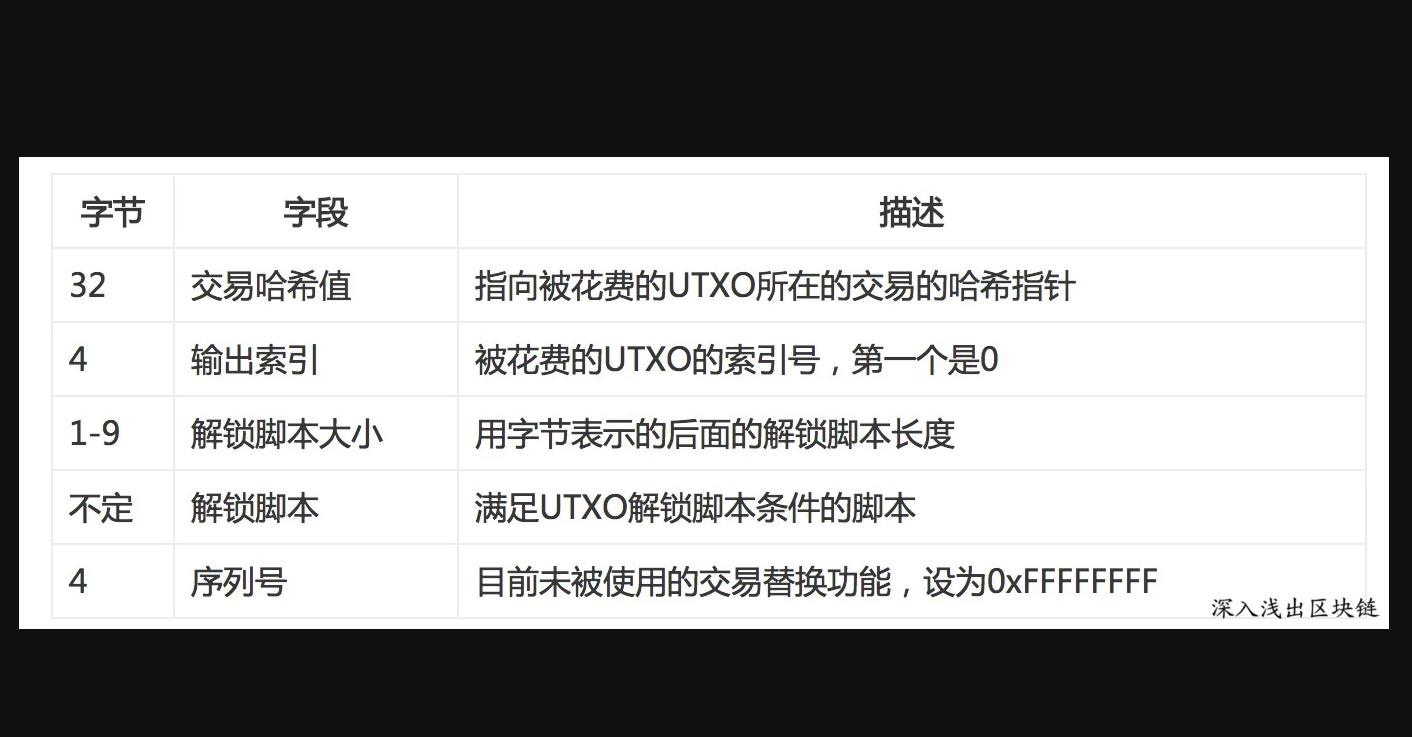 字节 字段 描述
32 交易哈希值 指向被花费的UTXO所在的交易的哈希指针
4 输出索引 被花费的UTXO的索引号，第一个是0
1-9 解锁脚本大小 用字节表示的后面的解锁脚本长度
不定 解锁脚本 满足UTXO解锁脚本条件的脚本
4 序列号 目前未被使用的交易替换功能，设为0xFFFFFFFF
深入浅出区块链